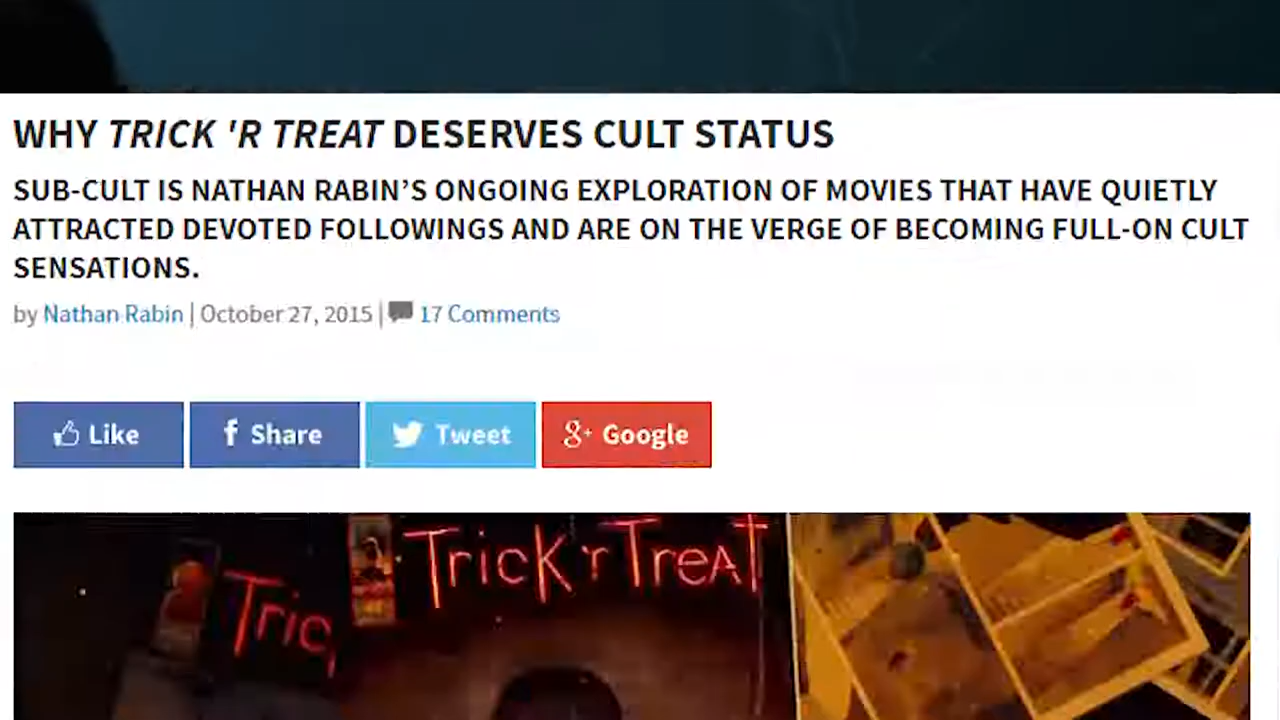 WHY TRICK 'R TREAT DESERVES CULT STATUS
SUB-CULT IS NATHAN RABIN’S ONGOING EXPLORATION OF MOVIES THAT HAVE QUIETLY
ATTRACTED DEVOTED FOLLOWINGS AND ARE ON THE VERGE OF BECOMING FULL-ON CULT
SENSATIONS.
by Nathan Rabin | October 27, 2015 | 17 Comments
Like
f Share
Tweet
g+ Google
Trick 'r Treat
Tric